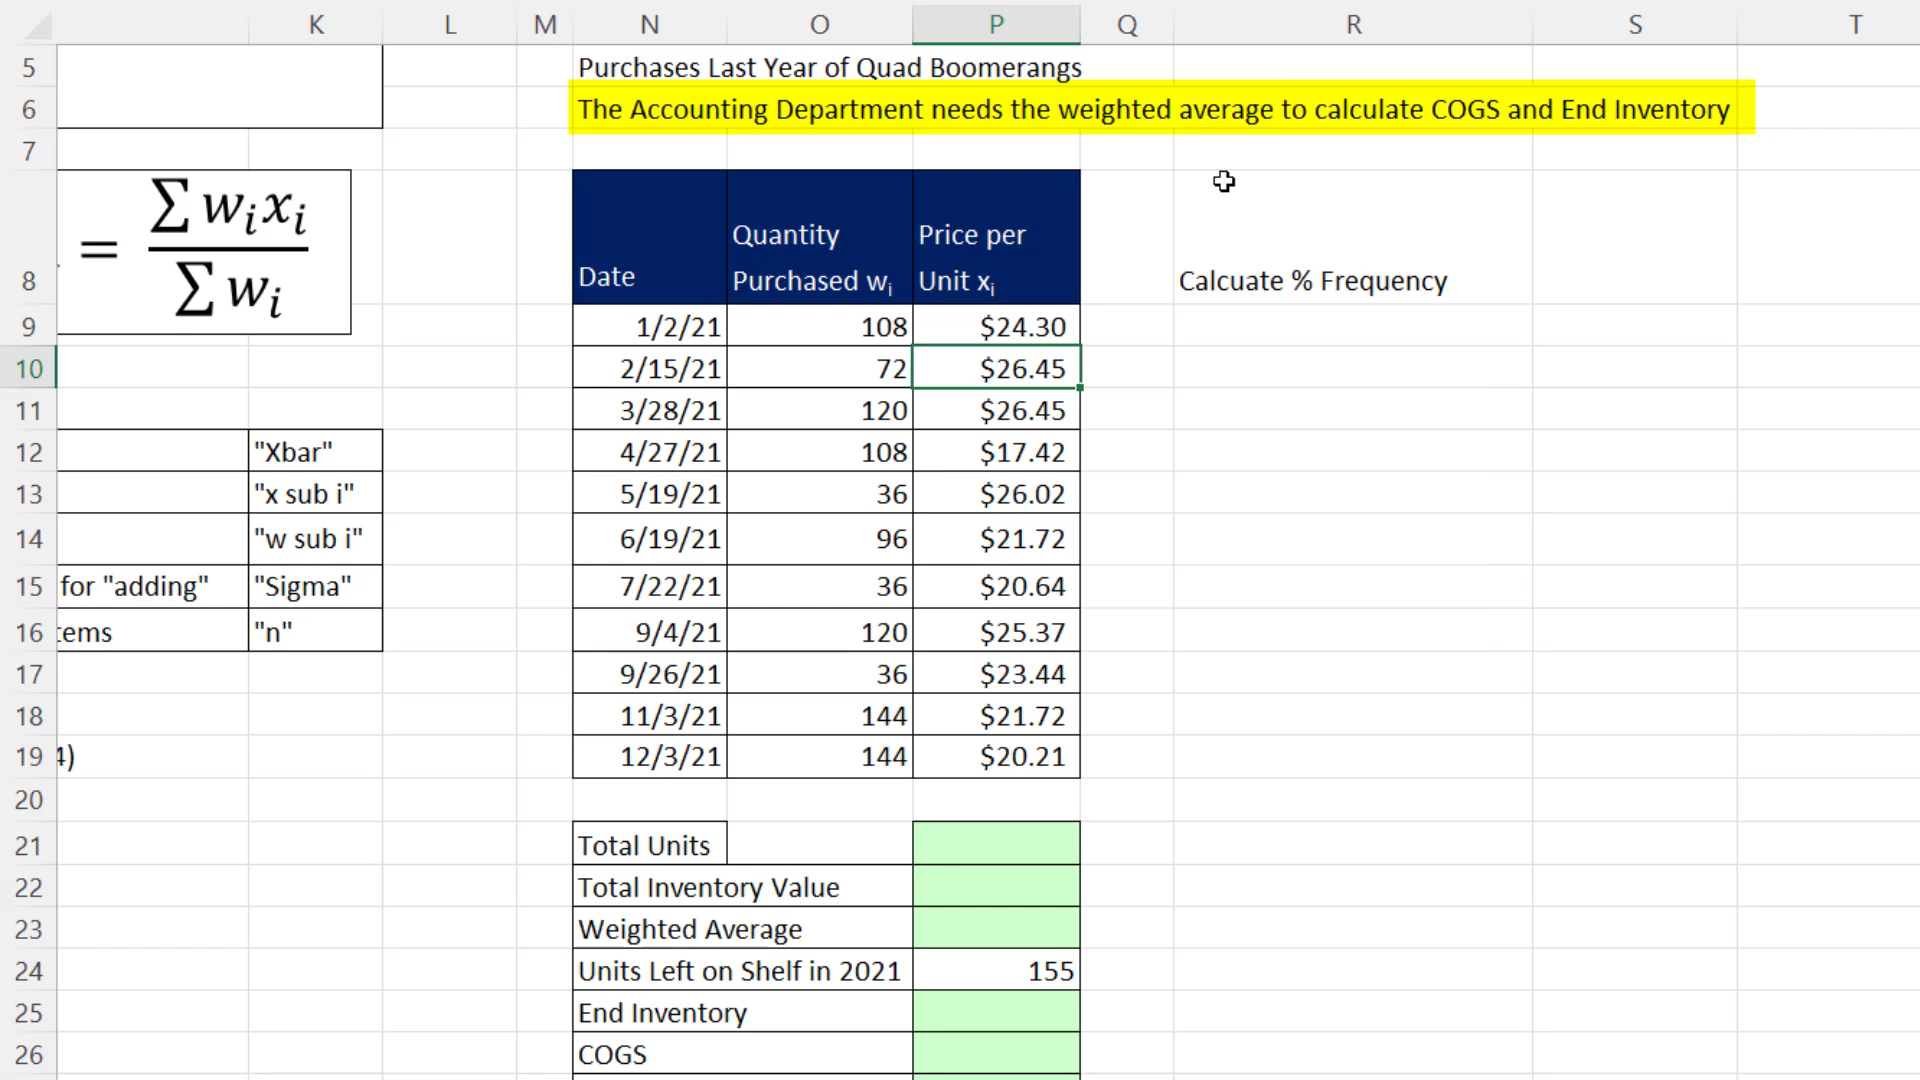 K L M N O P Q R S T
5 Purchases Last Year of Quad Boomerangs
6 The Accounting Department needs the weighted average to calculate COGS and End Inventory
7
= ∑ wᵢxᵢ
∑ wᵢ
8 Date Quantity Purchased wᵢ Price per Unit xᵢ Calcuate % Frequency
9 1/2/21 108 $24.30
10 2/15/21 72 $26.45
11 3/28/21 120 $26.45
12 "Xbar" 4/27/21 108 $17.42
13 "x sub i" 5/19/21 36 $26.02
14 "w sub i" 6/19/21 96 $21.72
15 for "adding" "Sigma" 7/22/21 36 $20.64
16 tems "n" 9/4/21 120 $25.37
17 9/26/21 36 $23.44
18 11/3/21 144 $21.72
19 4) 12/3/21 144 $20.21
20
21 Total Units
22 Total Inventory Value
23 Weighted Average
24 Units Left on Shelf in 2021 155
25 End Inventory
26 COGS